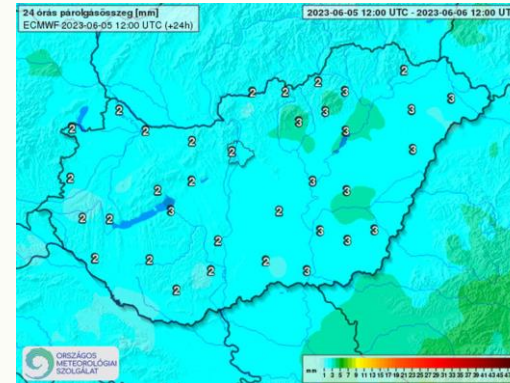 24 órás párolgásösszeg [mm]
ECMWF 2023-06-05 12:00 UTC (+24h)
2023-06-05 12:00 UTC - 2023-06-06 12:00 UTC
2
2 2 2 3
2 3 3 3
2 2 3 3
2 2 3
2 2 2 3 3
2 2 3 2
2 3 3 3
2 2 2 3
2 2
ORSZÁGOS
METEOROLÓGIAI
SZOLGÁLAT
mm